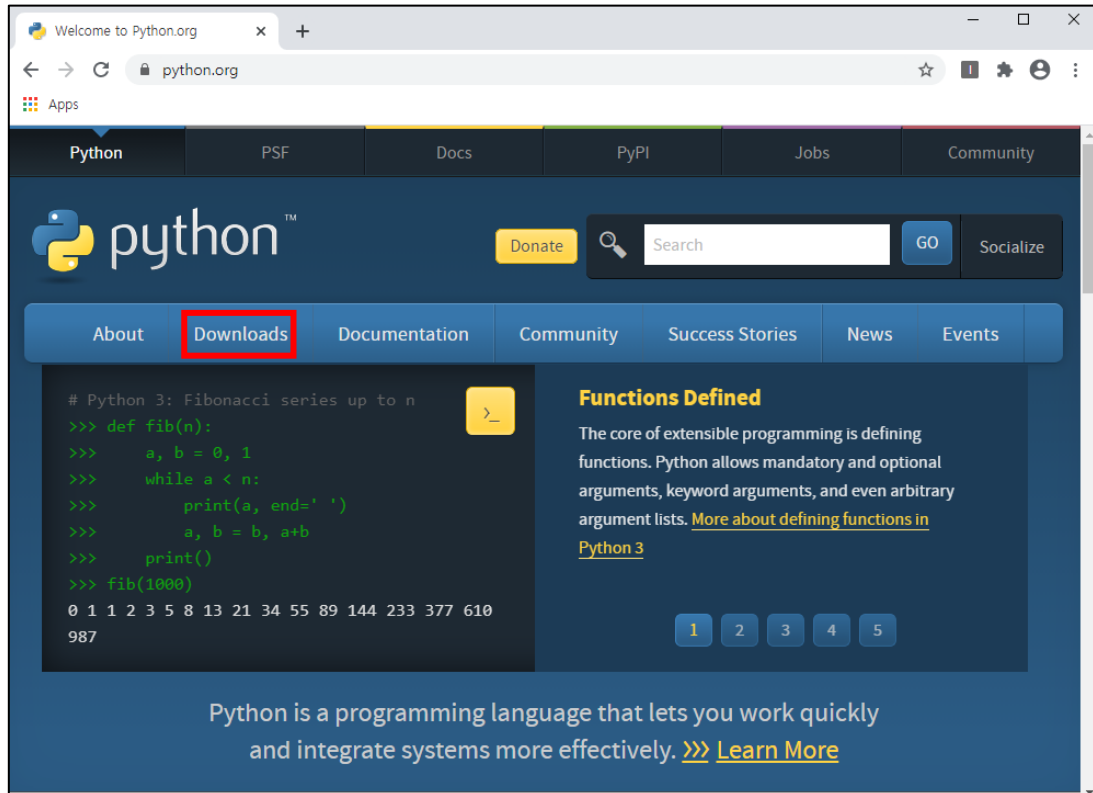 Welcome to Python.org
python.org
Apps
Python PSF Docs PyPI Jobs Community
python™
Donate Search GO Socialize
About Downloads Documentation Community Success Stories News Events
# Python 3: Fibonacci series up to n
>>> def fib(n):
>>>     a, b = 0, 1
>>>     while a < n:
>>>         print(a, end=' ')
>>>         a, b = b, a+b
>>>     print()
>>> fib(1000)
0 1 1 2 3 5 8 13 21 34 55 89 144 233 377 610
987
>_
Functions Defined
The core of extensible programming is defining
functions. Python allows mandatory and optional
arguments, keyword arguments, and even arbitrary
argument lists. More about defining functions in
Python 3
1 2 3 4 5
Python is a programming language that lets you work quickly
and integrate systems more effectively. >>> Learn More